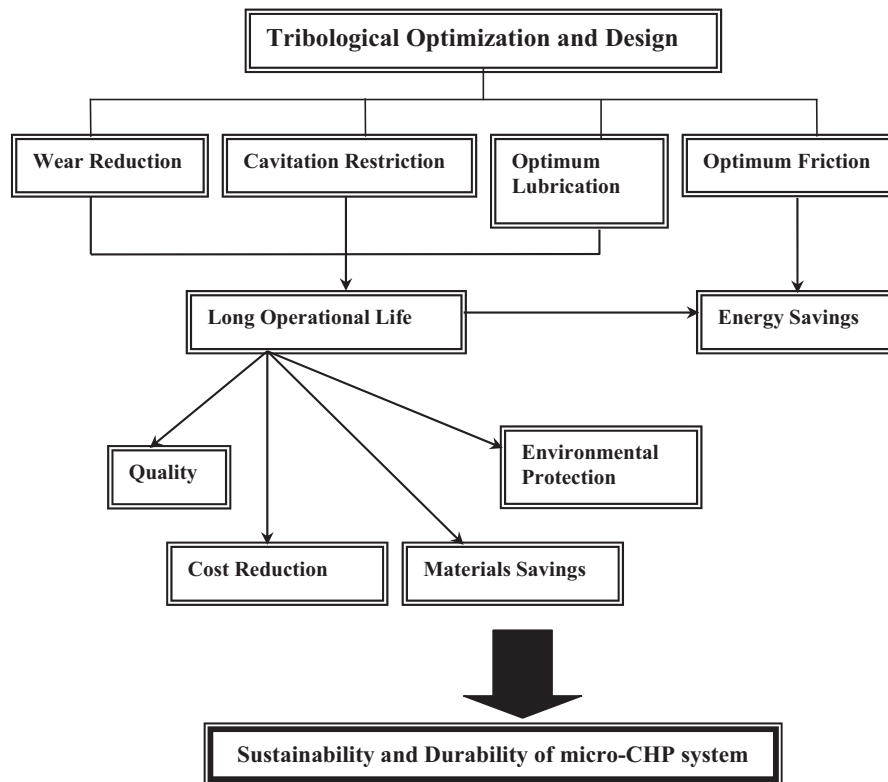 Tribological Optimization and Design
Wear Reduction
Cavitation Restriction
Optimum
Lubrication
Optimum Friction
Long Operational Life
Energy Savings
Quality
Environmental
Protection
Cost Reduction
Materials Savings
Sustainability and Durability of micro-CHP system